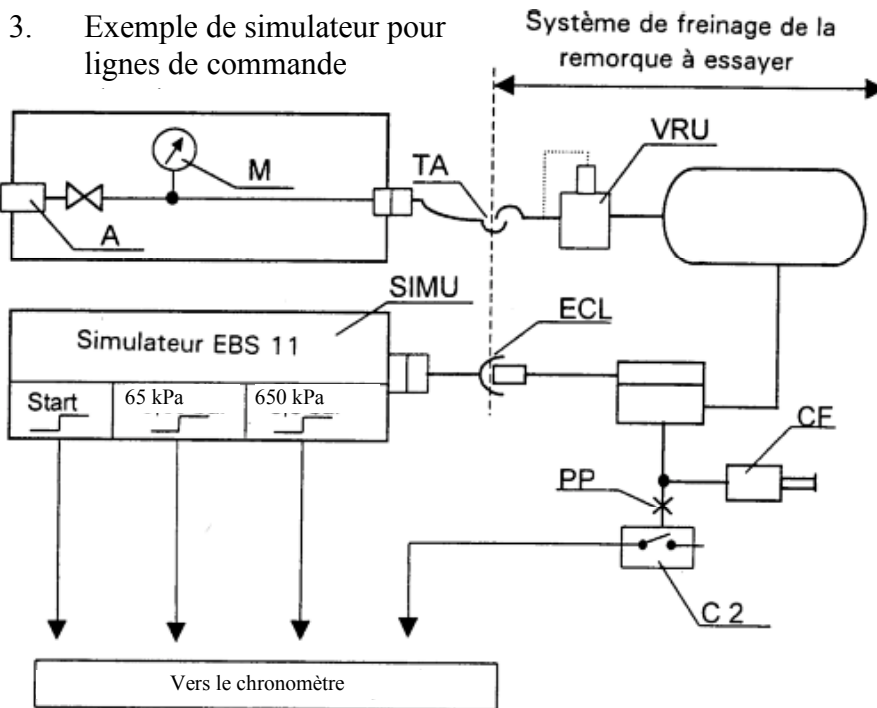 3. Exemple de simulateur pour
lignes de commande
Système de freinage de la
remorque à essayer
VRU
M
TA
A
SIMU
ECL
Simulateur EBS 11
Start
65 kPa
650 kPa
CF
PP
C 2
Vers le chronomètre